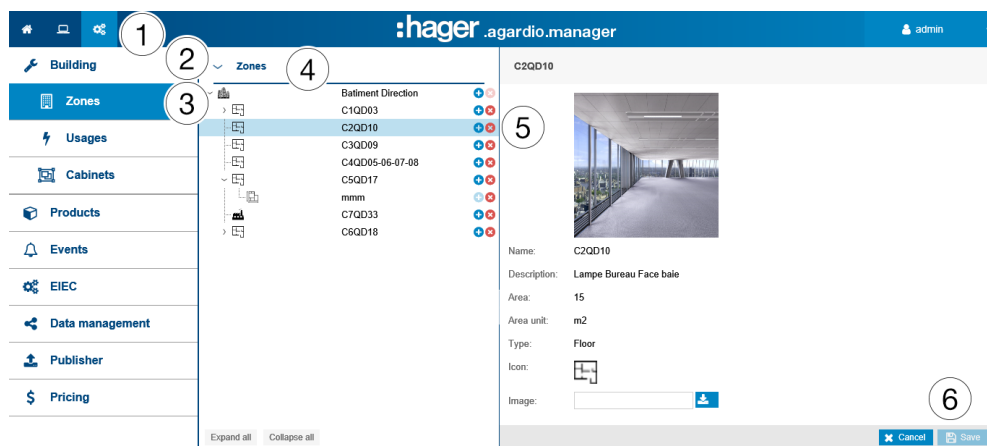 1
:hager .agardio.manager
admin
2
3
4
5
6
Building
Zones
Usages
Cabinets
Products
Events
EIEC
Data management
Publisher
Pricing
Zones
Batiment Direction
C1QD03
C2QD10
C3QD09
C4QD05-06-07-08
C5QD17
mmm
C7QD33
C6QD18
Expand all Collapse all
C2QD10
Name: C2QD10
Description: Lampe Bureau Face baie
Area: 15
Area unit: m2
Type: Floor
Icon:
Image:
Cancel Save